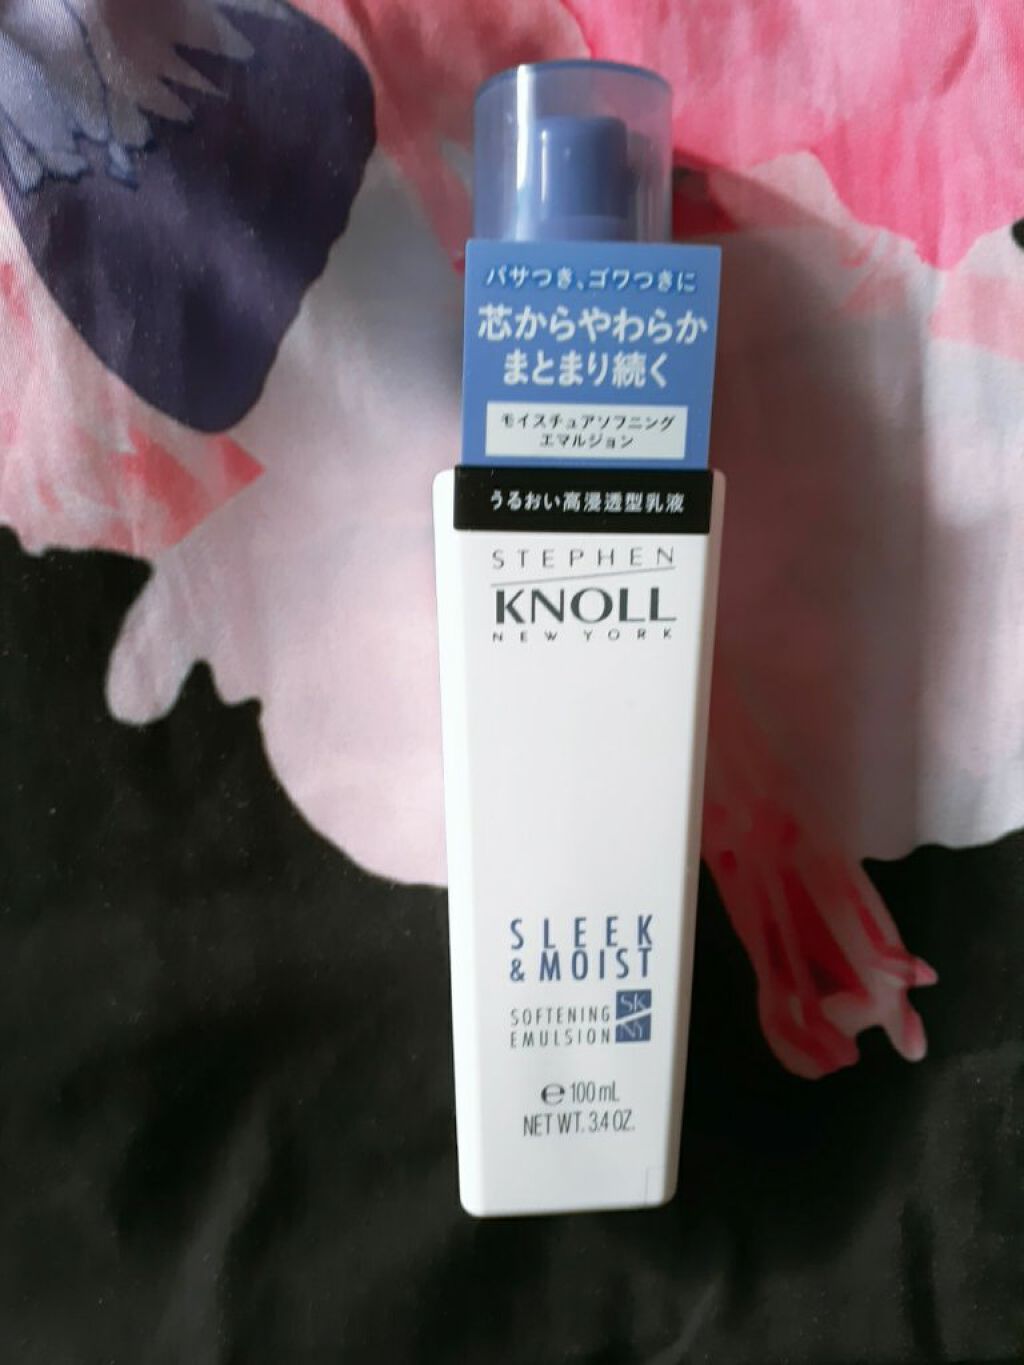 パサつき、ゴワつきに
芯からやわらか
まとまり続く
モイスチュアソフニング
エマルジョン
うるおい高浸透型乳液
STEPHEN
KNOLL
NEW YORK
SLEEK
& MOIST
SOFTENING
EMULSION
SK
NY
℮ 100 mL
NET WT. 3.4 OZ.